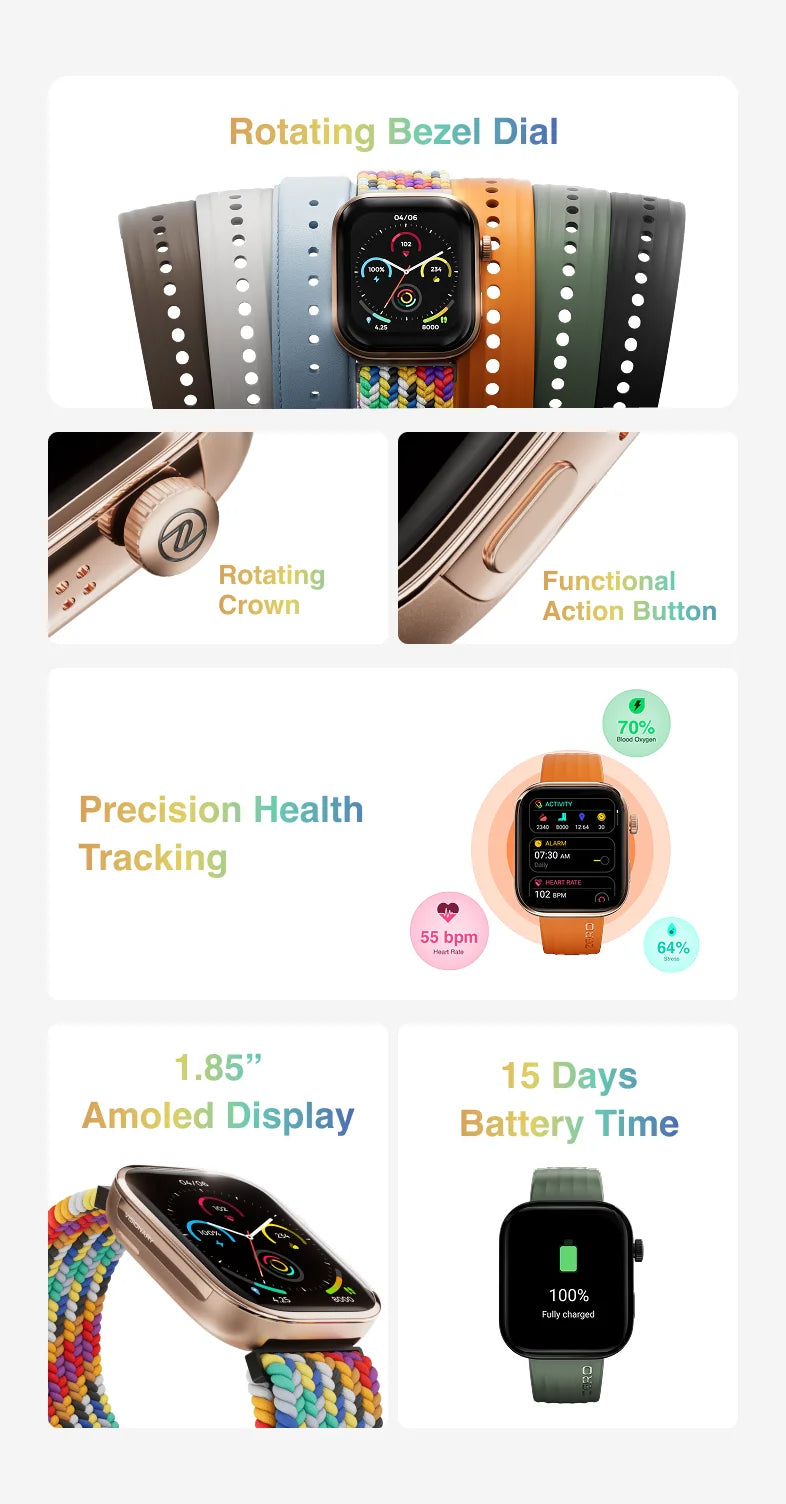 Rotating Bezel Dial
04/06
102
100%
234
4.25
8000
Rotating
Crown
Functional
Action Button
70%
Blood Oxygen
ACTIVITY
2340 8000 12.64 30
ALARM
07:30 AM
Daily
HEART RATE
102 BPM
55 bpm
Heart Rate
64%
Stress
Precision Health
Tracking
1.85”
Amoled Display
04/06
102
100%
234
4.25
8000
VISIONARY
15 Days
Battery Time
100%
Fully charged